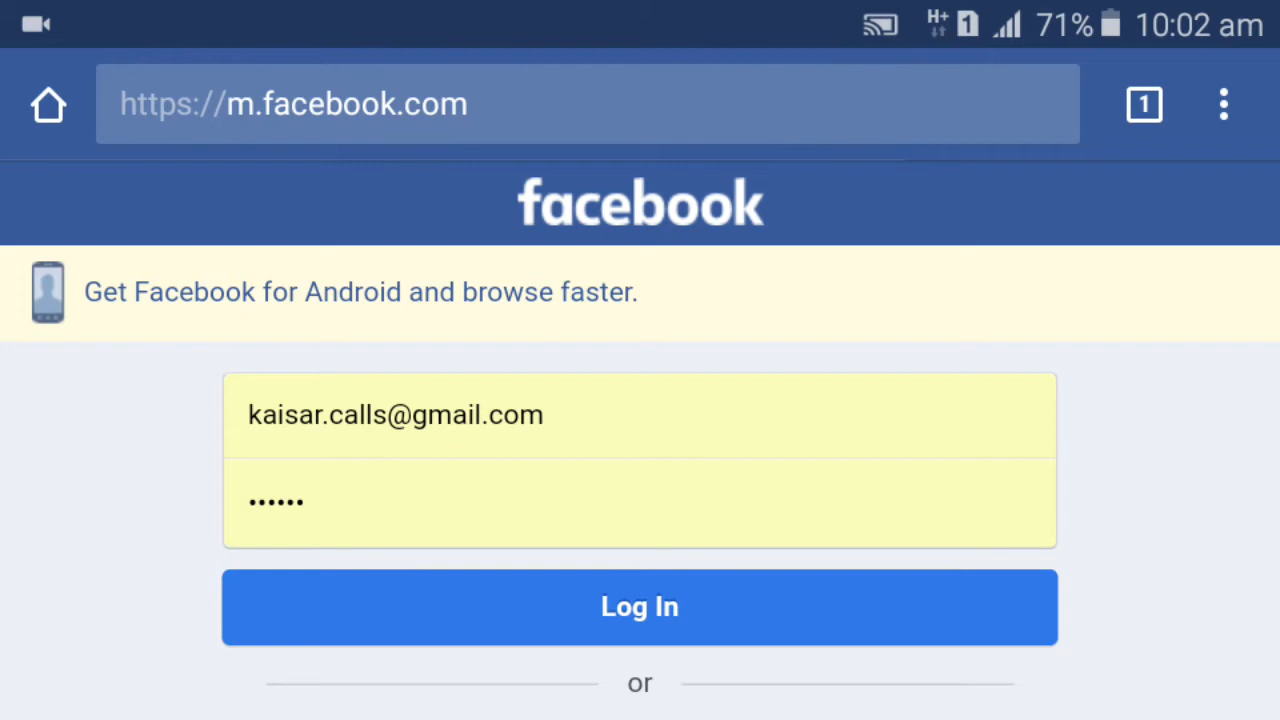 H+ 1 71% 10:02 am
https://m.facebook.com 1
facebook
Get Facebook for Android and browse faster.
kaisar.calls@gmail.com
••••••
Log In
or